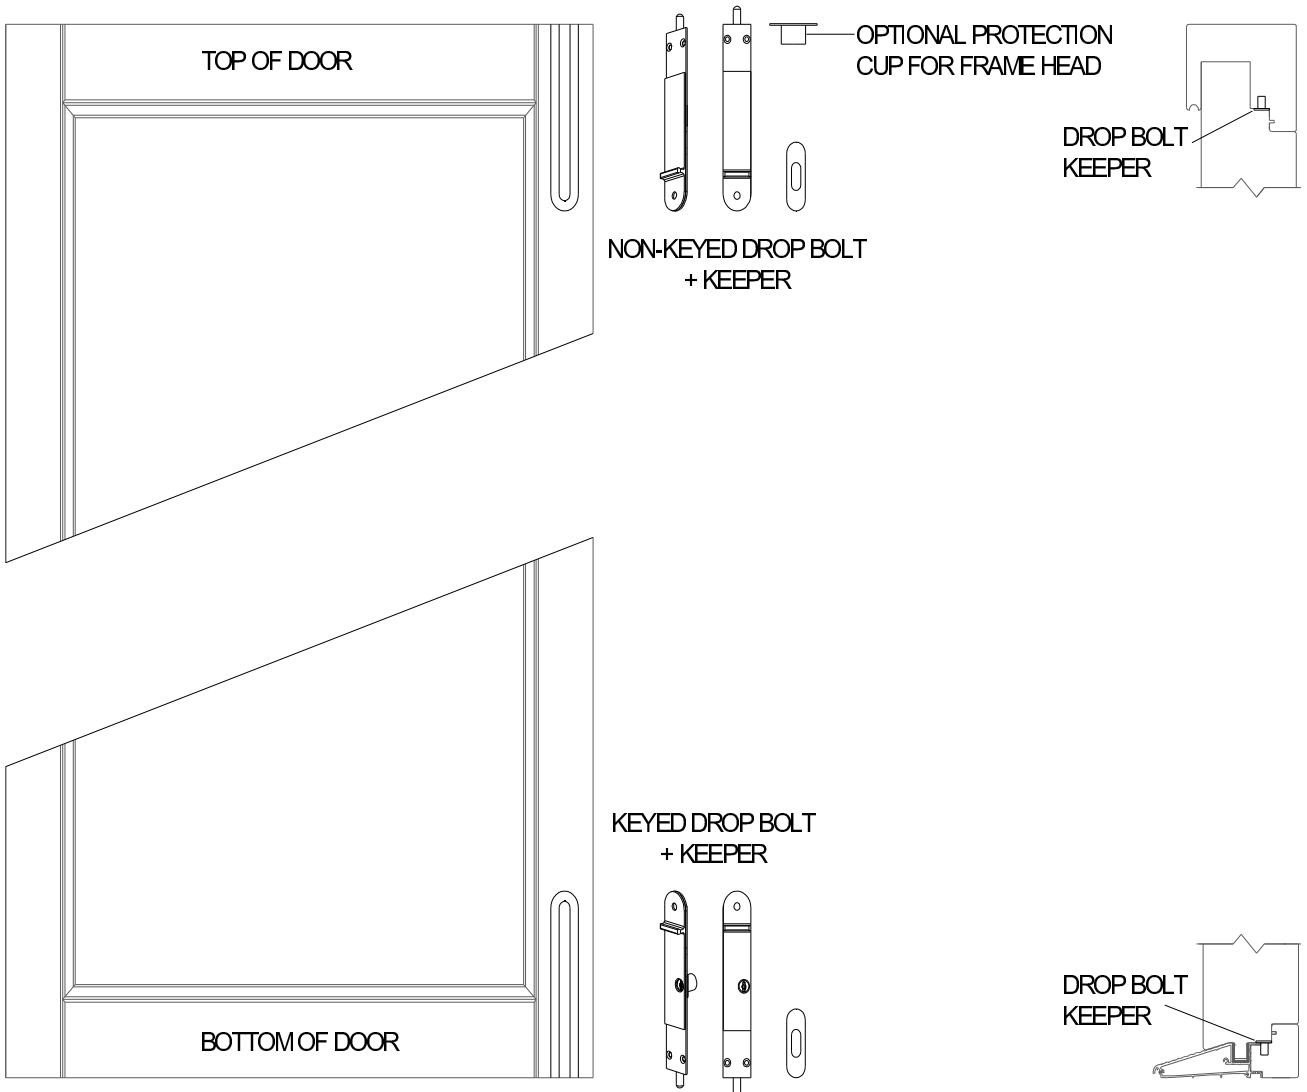 TOP OF DOOR
OPTIONAL PROTECTION
CUP FOR FRAME HEAD
DROP BOLT
KEEPER
NON-KEYED DROP BOLT
+ KEEPER
KEYED DROP BOLT
+ KEEPER
DROP BOLT
KEEPER
BOTTOM OF DOOR